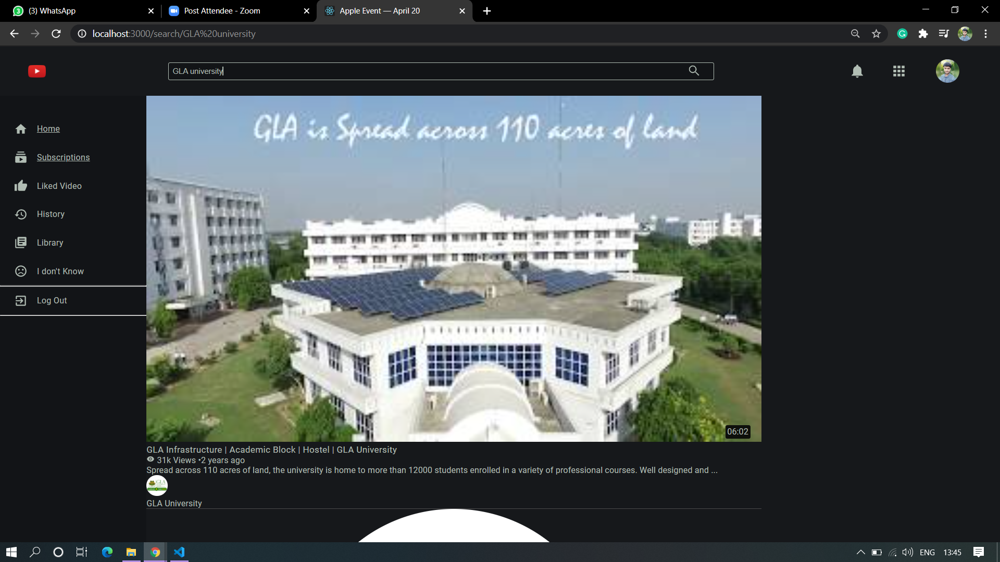 (3) WhatsApp
Post Attendee - Zoom
Apple Event — April 20
localhost:3000/search/GLA%20university
GLA university
Home
Subscriptions
Liked Video
History
Library
I don't Know
Log Out
GLA is Spread across 110 acres of land
06:02
GLA Infrastructure | Academic Block | Hostel | GLA University
31k Views •2 years ago
Spread across 110 acres of land, the university is home to more than 12000 students enrolled in a variety of professional courses. Well designed and ...
GLA
GLA University
ENG
13:45